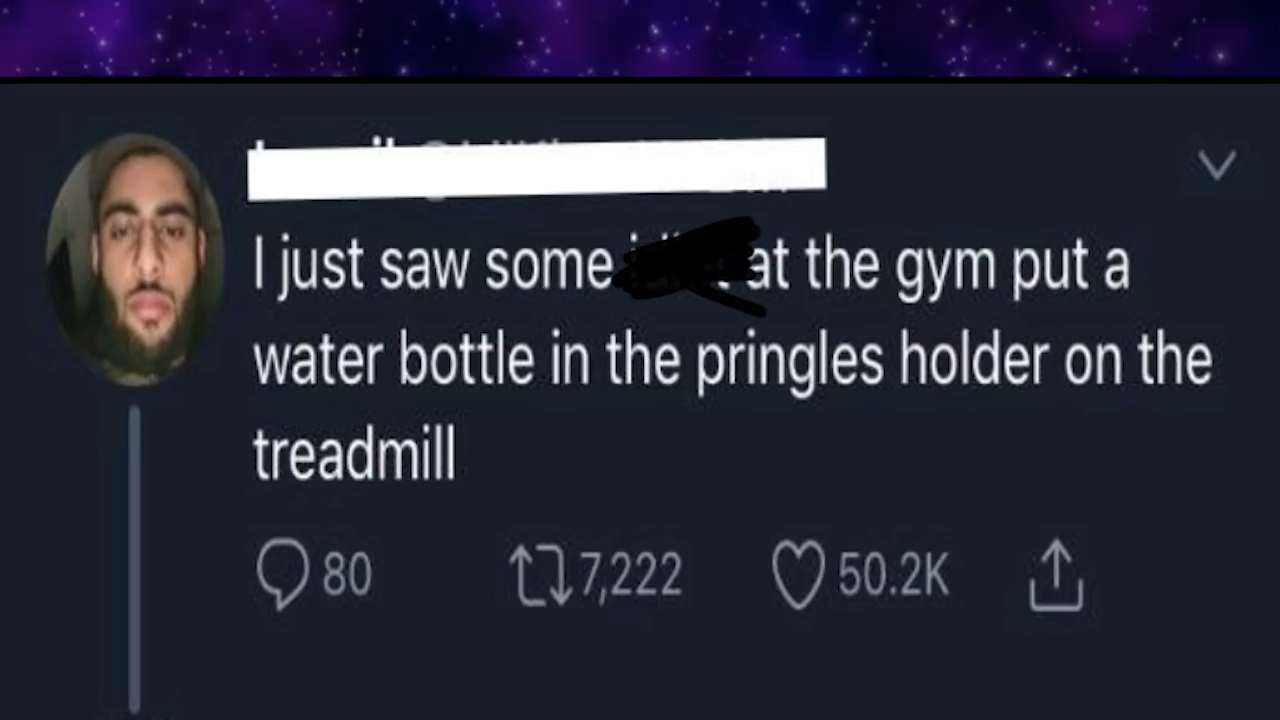 I just saw some at the gym put a
water bottle in the pringles holder on the
treadmill
80 7,222 50.2K